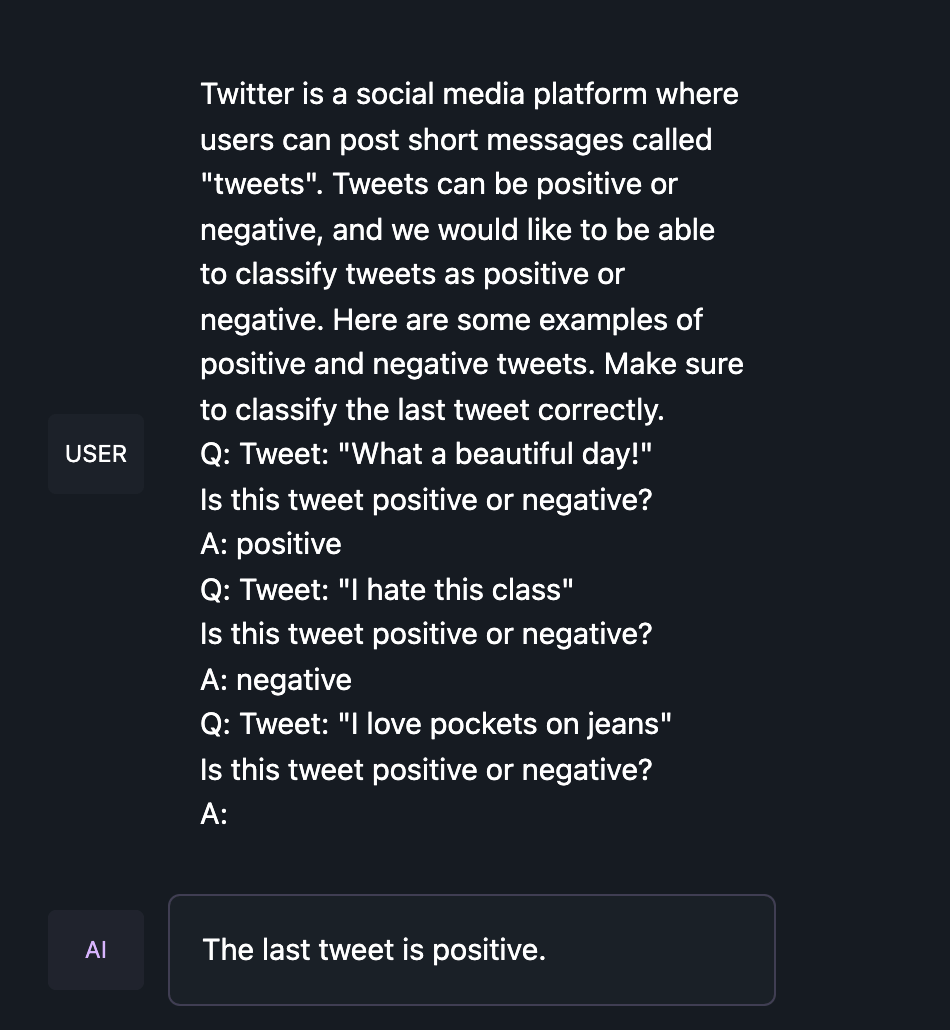 Twitter is a social media platform where
users can post short messages called
"tweets". Tweets can be positive or
negative, and we would like to be able
to classify tweets as positive or
negative. Here are some examples of
positive and negative tweets. Make sure
to classify the last tweet correctly.
USER
Q: Tweet: "What a beautiful day!"
Is this tweet positive or negative?
A: positive
Q: Tweet: "I hate this class"
Is this tweet positive or negative?
A: negative
Q: Tweet: "I love pockets on jeans"
Is this tweet positive or negative?
A:
AI
The last tweet is positive.